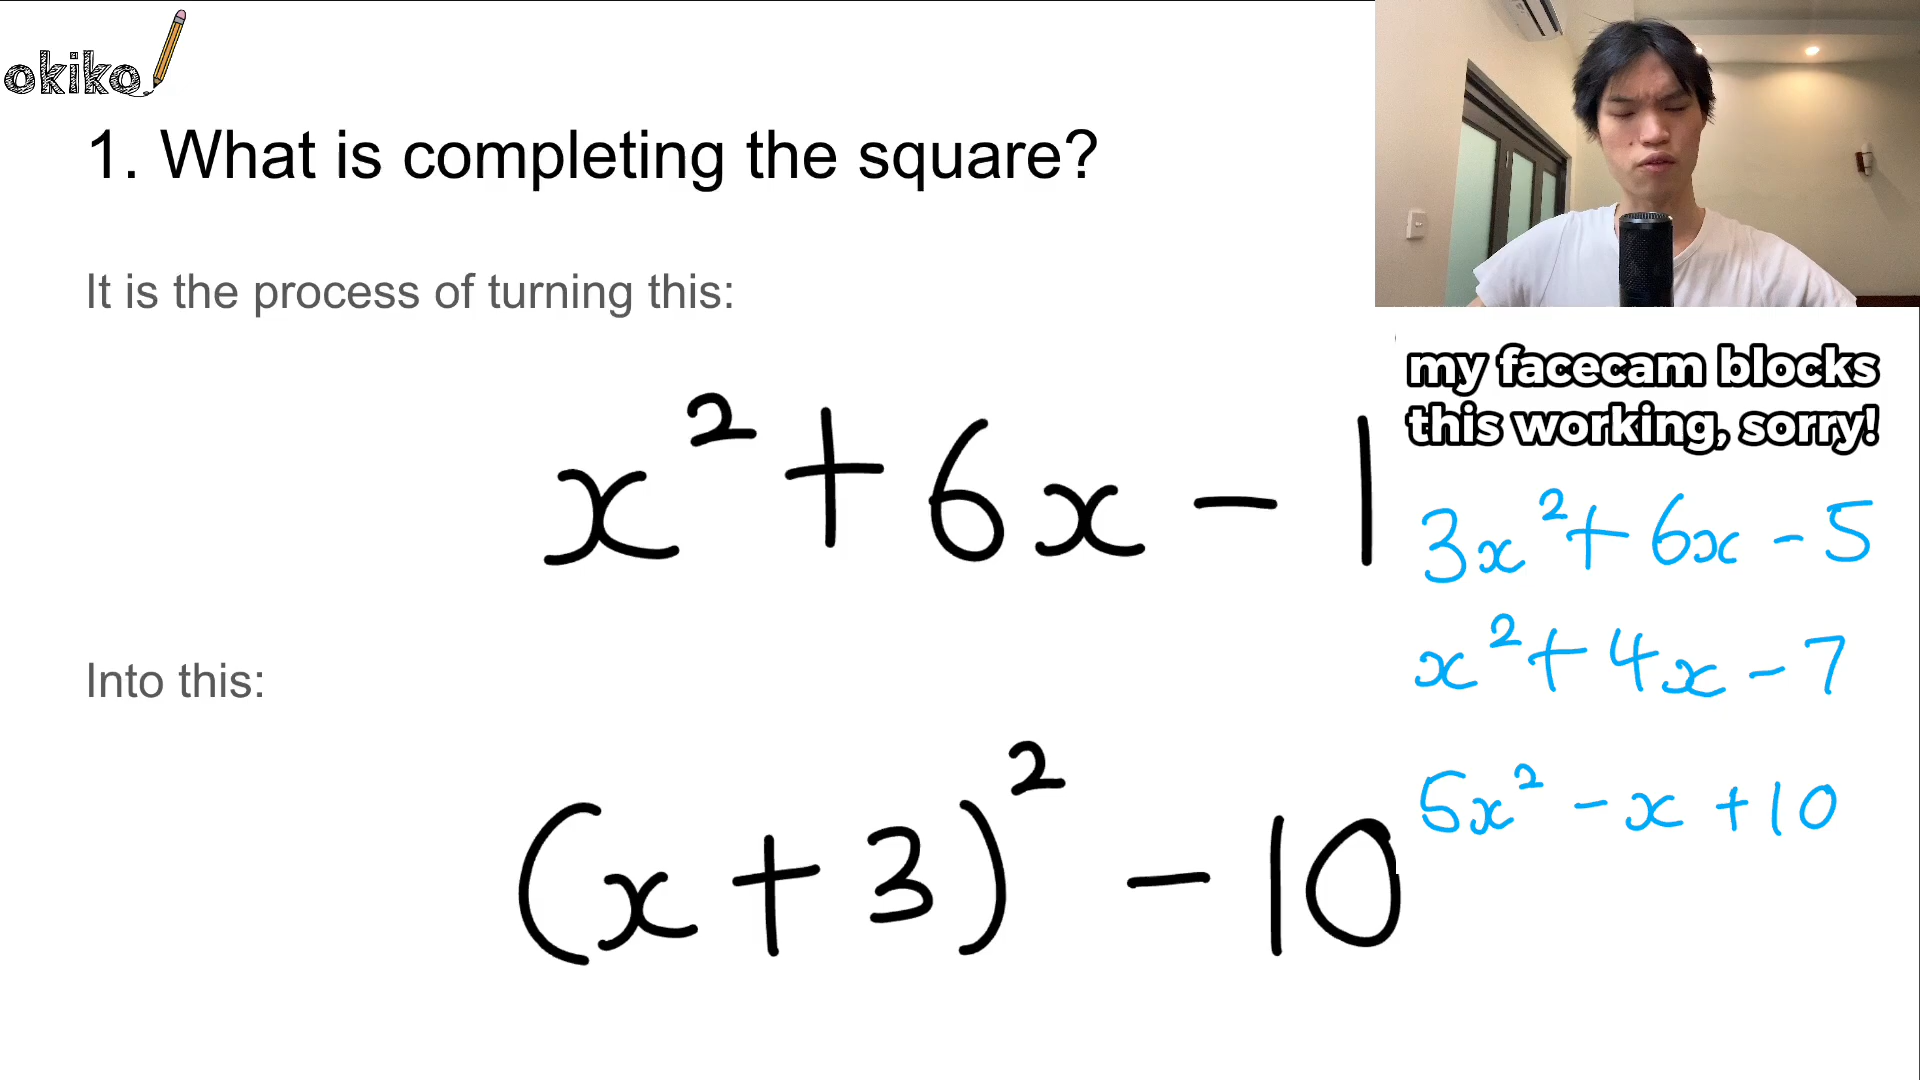 okiko
1. What is completing the square?
It is the process of turning this:
x² + 6x - 1
Into this:
(x + 3)² - 10
my facecam blocks
this working, sorry!
3x² + 6x - 5
x² + 4x - 7
5x² - x + 10